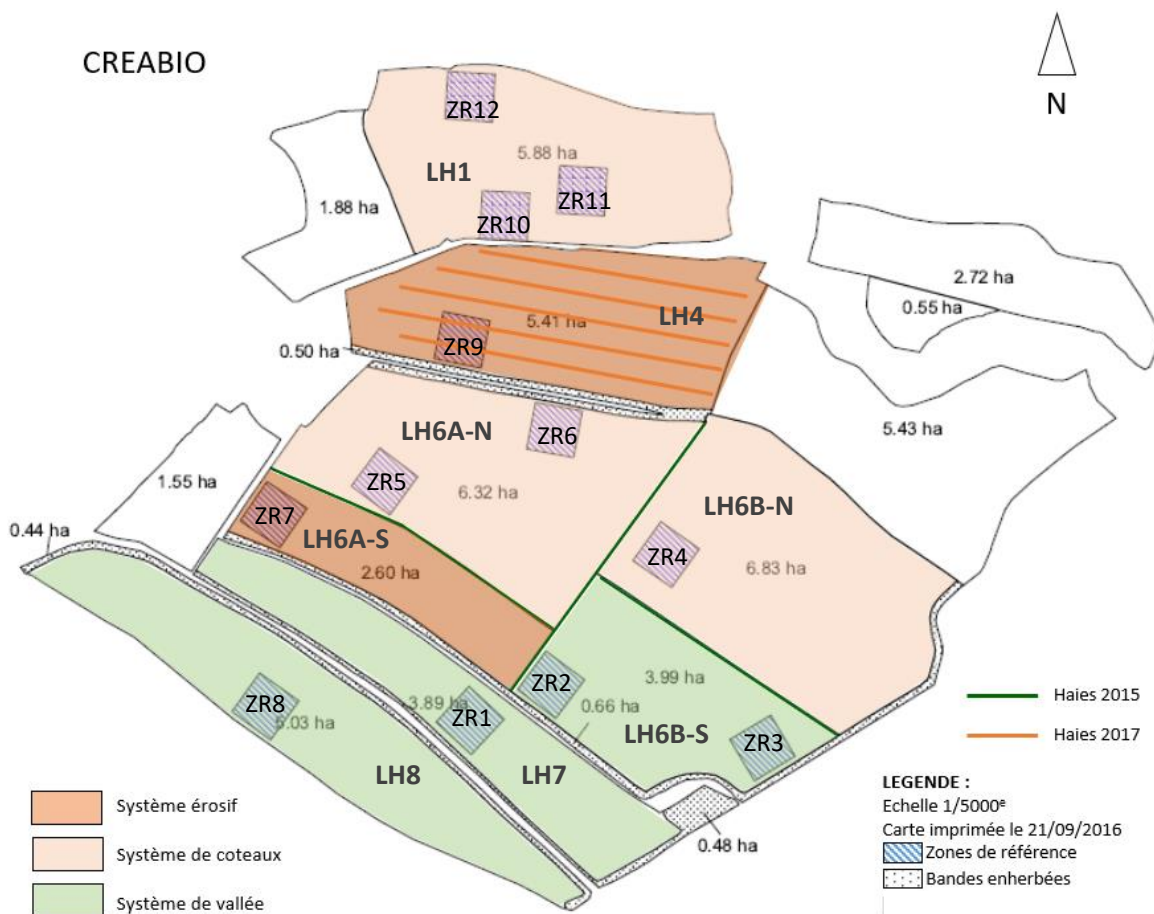 CREABIO
N
ZR12
5.88 ha
LH1
ZR11
1.88 ha
ZR10
2.72 ha
0.55 ha
LH4
5.41 ha
ZR9
0.50 ha
5.43 ha
LH6A-N
ZR6
ZR5
6.32 ha
LH6B-N
1.55 ha
ZR7
LH6A-S
ZR4
0.44 ha
2.60 ha
6.83 ha
ZR2
3.99 ha
ZR8
5.03 ha
3.89 ha
ZR1
0.66 ha
LH6B-S
ZR3
LH8
LH7
0.48 ha
Haies 2015
Haies 2017
LEGENDE :
Echelle 1/5000ᵉ
Carte imprimée le 21/09/2016
Zones de référence
Bandes enherbées
Système érosif
Système de coteaux
Système de vallée